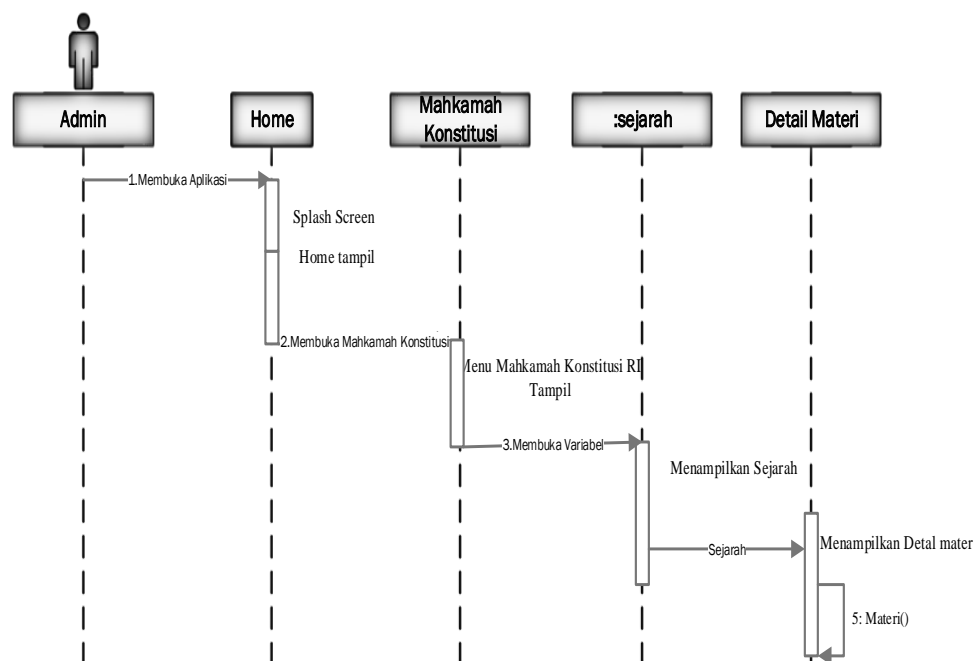 Admin
Home
Mahkamah
Konstitusi
:sejarah
Detail Materi
1.Membuka Aplikasi
Splash Screen
Home tampil
2.Membuka Mahkamah Konstitusi
Menu Mahkamah Konstitusi RI
Tampil
3.Membuka Variabel
Menampilkan Sejarah
Sejarah
Menampilkan Detal mater
5: Materi()